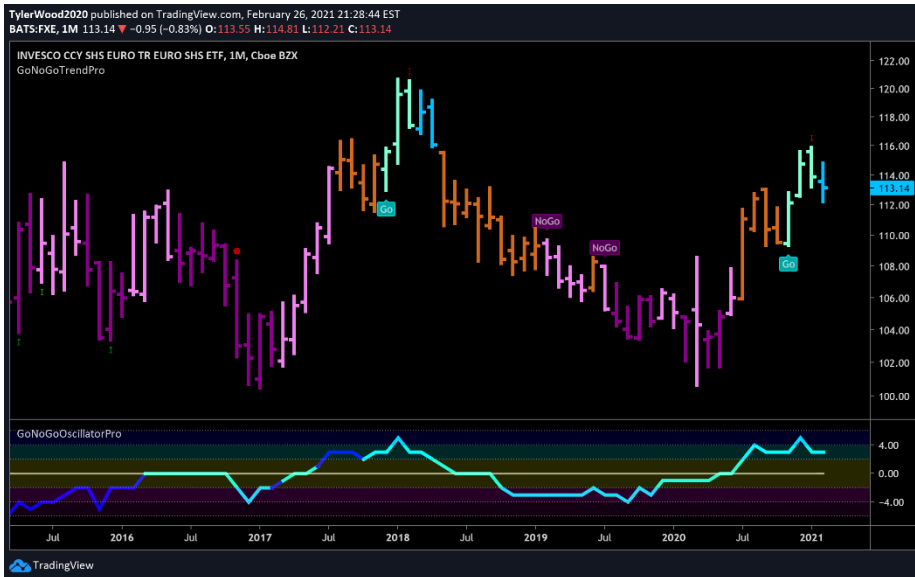 TylerWood2020 published on TradingView.com, February 26, 2021 21:28:44 EST
BATS:FXE, 1M 113.14 ▼ −0.95 (−0.83%) O:113.55 H:114.81 L:112.21 C:113.14
INVESCO CCY SHS EURO TR EURO SHS ETF, 1M, Cboe BZX
GoNoGoTrendPro
122.00
120.00
118.00
116.00
114.00
113.14
112.00
110.00
108.00
106.00
104.00
102.00
100.00
Go
NoGo
NoGo
Go
GoNoGoOscillatorPro
4.00
0.00
−4.00
Jul 2016 Jul 2017 Jul 2018 Jul 2019 Jul 2020 Jul 2021
TradingView